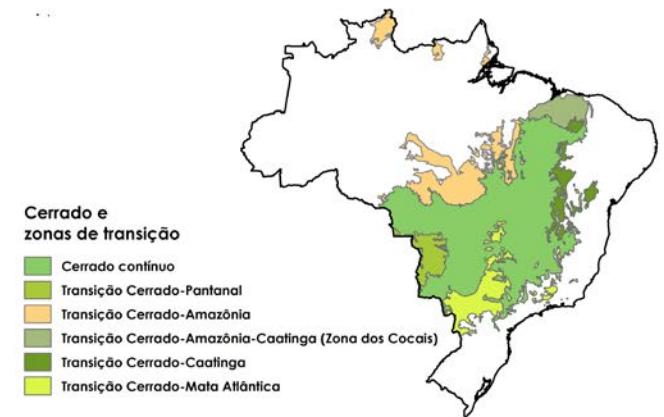 Cerrado e
zonas de transição
Cerrado contínuo
Transição Cerrado-Pantanal
Transição Cerrado-Amazônia
Transição Cerrado-Amazônia-Caatinga (Zona dos Cocais)
Transição Cerrado-Caatinga
Transição Cerrado-Mata Atlântica